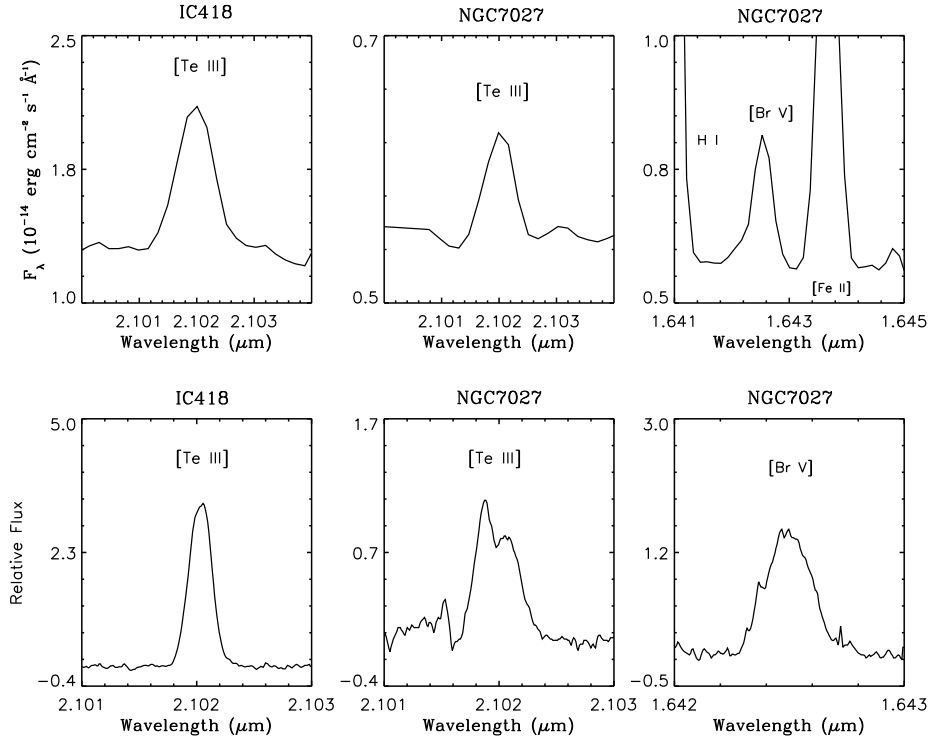 IC418
NGC7027
NGC7027
F_λ (10⁻¹⁴ erg cm⁻² s⁻¹ Å⁻¹)
2.5
1.8
1.0
[Te III]
2.101 2.102 2.103
Wavelength (μm)
0.7
0.5
[Te III]
2.101 2.102 2.103
Wavelength (μm)
1.0
0.8
0.5
H I
[Br V]
[Fe II]
1.641 1.643 1.645
Wavelength (μm)
IC418
NGC7027
NGC7027
Relative Flux
5.0
2.3
−0.4
[Te III]
2.101 2.102 2.103
Wavelength (μm)
1.7
0.7
−0.4
[Te III]
2.101 2.102 2.103
Wavelength (μm)
3.0
1.2
−0.5
[Br V]
1.642 1.643
Wavelength (μm)